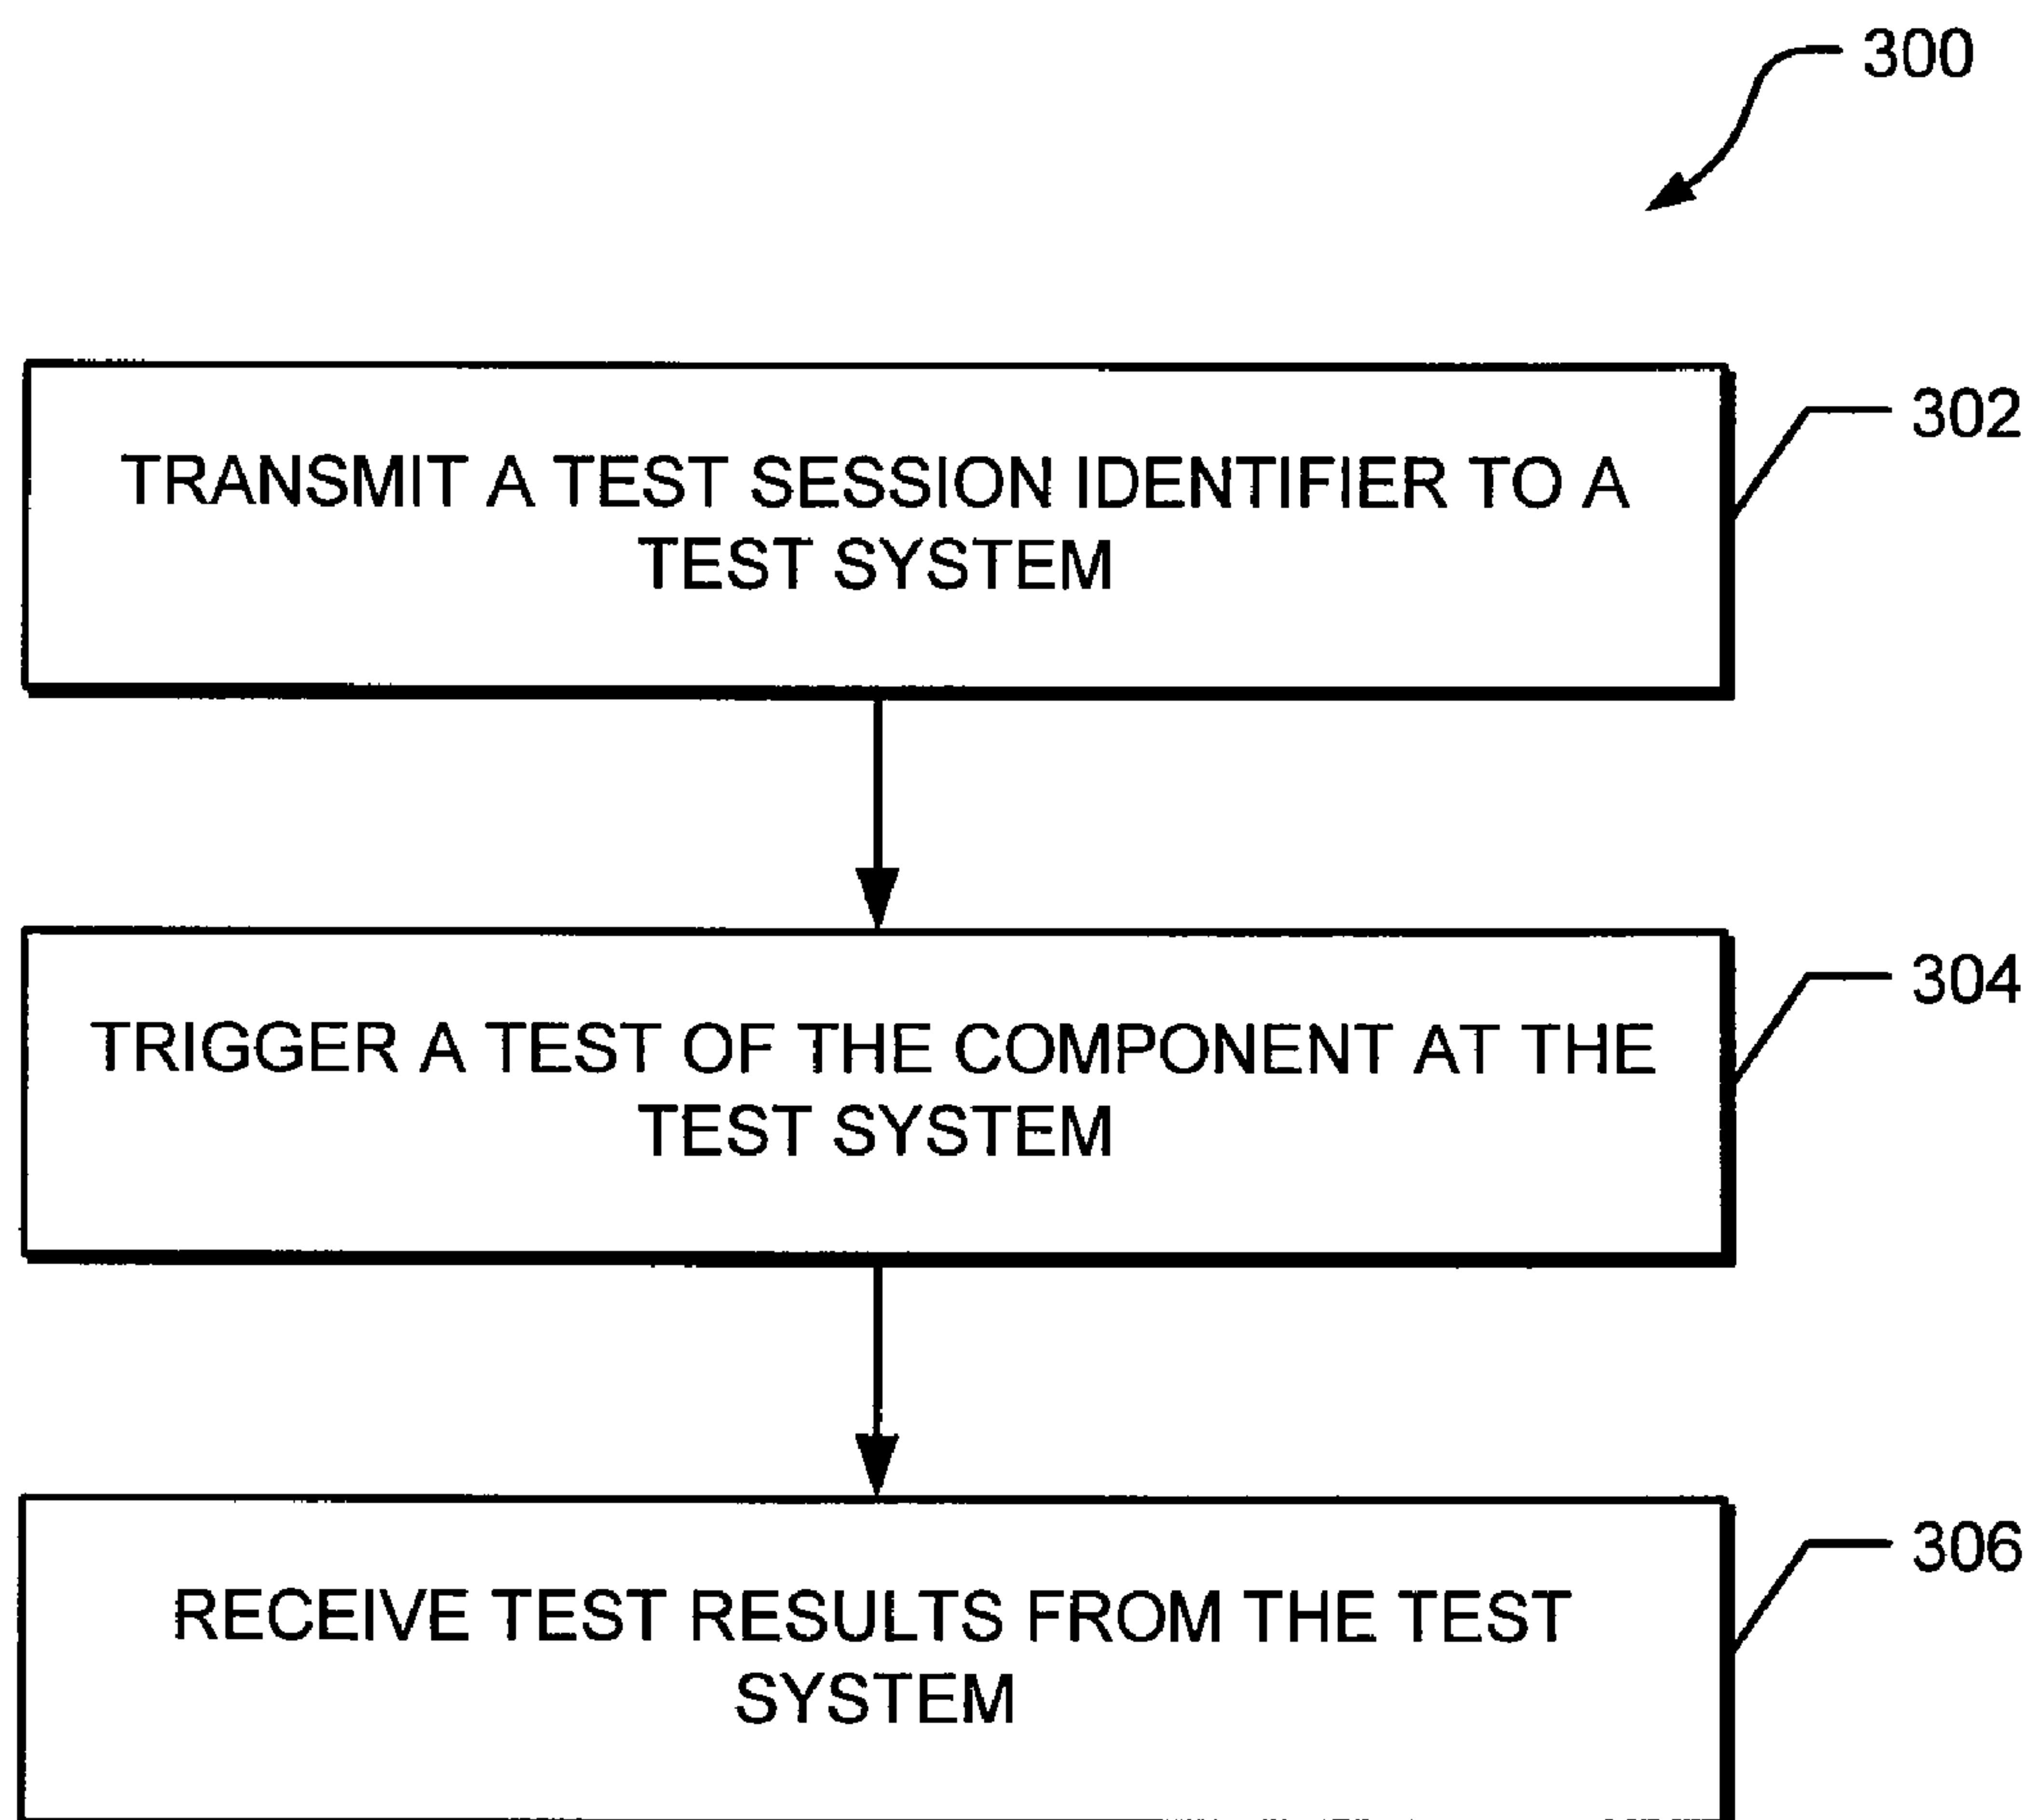 300
302
TRANSMIT A TEST SESSION IDENTIFIER TO A
TEST SYSTEM
304
TRIGGER A TEST OF THE COMPONENT AT THE
TEST SYSTEM
306
RECEIVE TEST RESULTS FROM THE TEST
SYSTEM